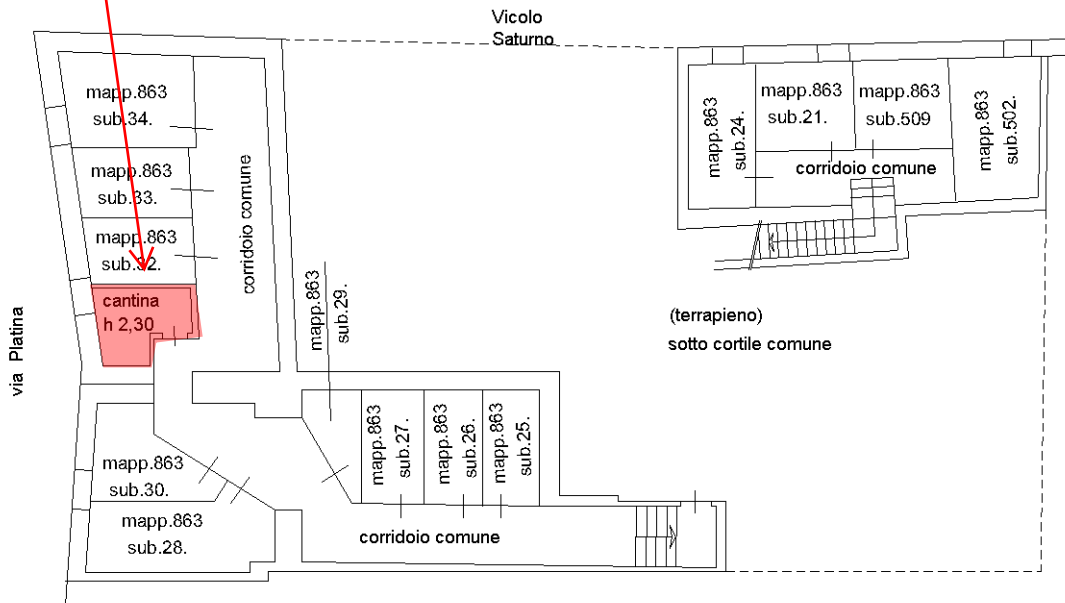 Vicolo
Saturno
mapp.863
sub.34.
mapp.863
sub.33.
mapp.863
sub.32.
cantina
h 2,30
corridoio comune
via Platina
mapp.863
sub.29.
mapp.863
sub.24.
mapp.863
sub.21.
mapp.863
sub.509
mapp.863
sub.502.
corridoio comune
(terrapieno)
sotto cortile comune
mapp.863
sub.27.
mapp.863
sub.26.
mapp.863
sub.25.
mapp.863
sub.30.
mapp.863
sub.28.
corridoio comune